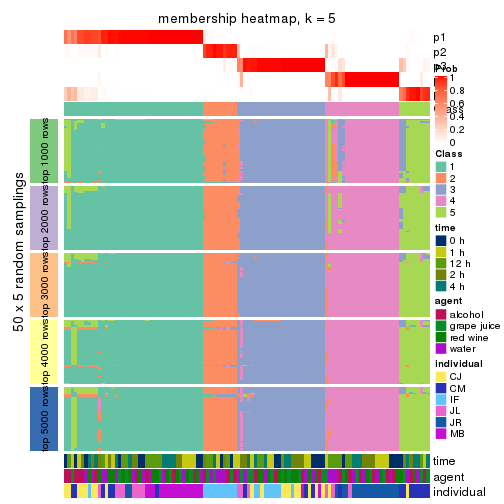 membership heatmap, k = 5
p1
p2
Prob
1
0.8
0.6
0.4
0.2
0
Class
1
2
3
4
5
time
0 h
1 h
12 h
2 h
4 h
agent
alcohol
grape juice
red wine
water
individual
CJ
CM
IF
JL
JR
MB
50 x 5 random samplings
top 1000 rows
top 2000 rows
top 3000 rows
top 4000 rows
top 5000 rows
time
agent
individual